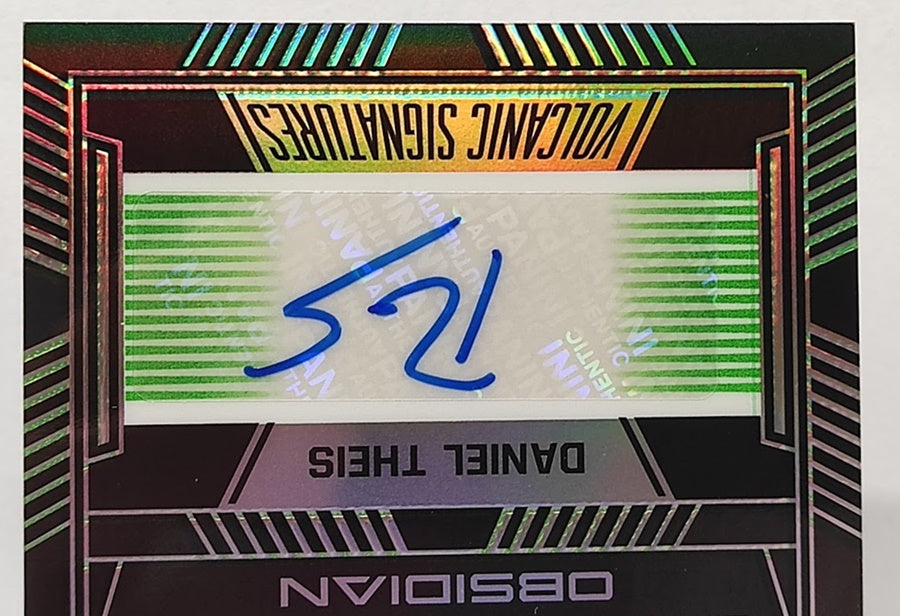 OBSIDIAN
DANIEL THEIS
VOLCANIC SIGNATURES